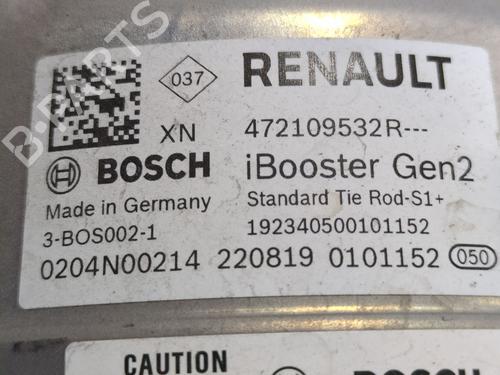 B-PARTS
037
RENAULT
XN 472109532R---
BOSCH iBooster Gen2
Made in Germany Standard Tie Rod-S1+
3-BOS002-1 192340500101152
0204N00214 220819 0101152 050
CAUTION BOSCH